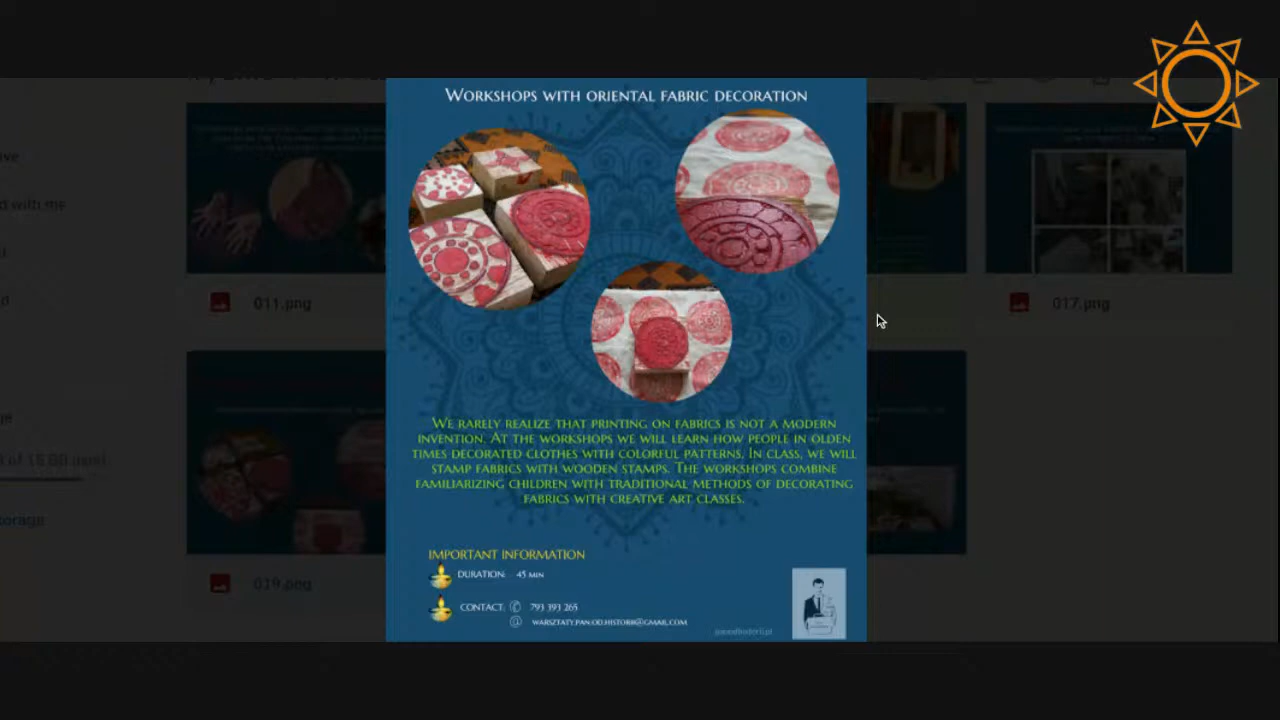 WORKSHOPS WITH ORIENTAL FABRIC DECORATION
d with me
011.png
017.png
WE RARELY REALIZE THAT PRINTING ON FABRICS IS NOT A MODERN
INVENTION. AT THE WORKSHOPS WE WILL LEARN HOW PEOPLE IN OLDEN
TIMES DECORATED CLOTHES WITH COLORFUL PATTERNS. IN CLASS, WE WILL
STAMP FABRICS WITH WOODEN STAMPS. THE WORKSHOPS COMBINE
FAMILIARIZING CHILDREN WITH TRADITIONAL METHODS OF DECORATING
FABRICS WITH CREATIVE ART CLASSES.
IMPORTANT INFORMATION
DURATION: 45 MIN
019.png
CONTACT: 793 393 265
@ WARSZTATY.PAN.OD.HISTORII@GMAIL.COM
panodhistorii.pl